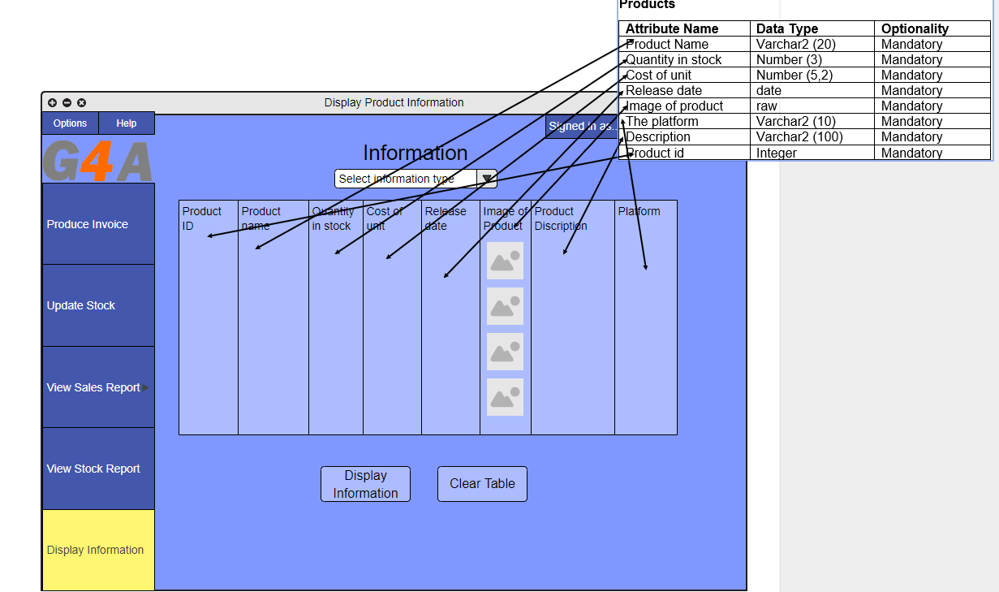 Products
Attribute Name Data Type Optionality
Product Name Varchar2 (20) Mandatory
Quantity in stock Number (3) Mandatory
Cost of unit Number (5,2) Mandatory
Release date date Mandatory
Image of product raw Mandatory
The platform Varchar2 (10) Mandatory
Description Varchar2 (100) Mandatory
Product id Integer Mandatory
Display Product Information
Options Help
Signed in as..
G4A
Information
Select information type
Product Product Quantity Cost of Release Image of Product Platform
ID name in stock unit date Product Discription
Produce Invoice
Update Stock
View Sales Report
View Stock Report
Display
Information
Clear Table
Display Information